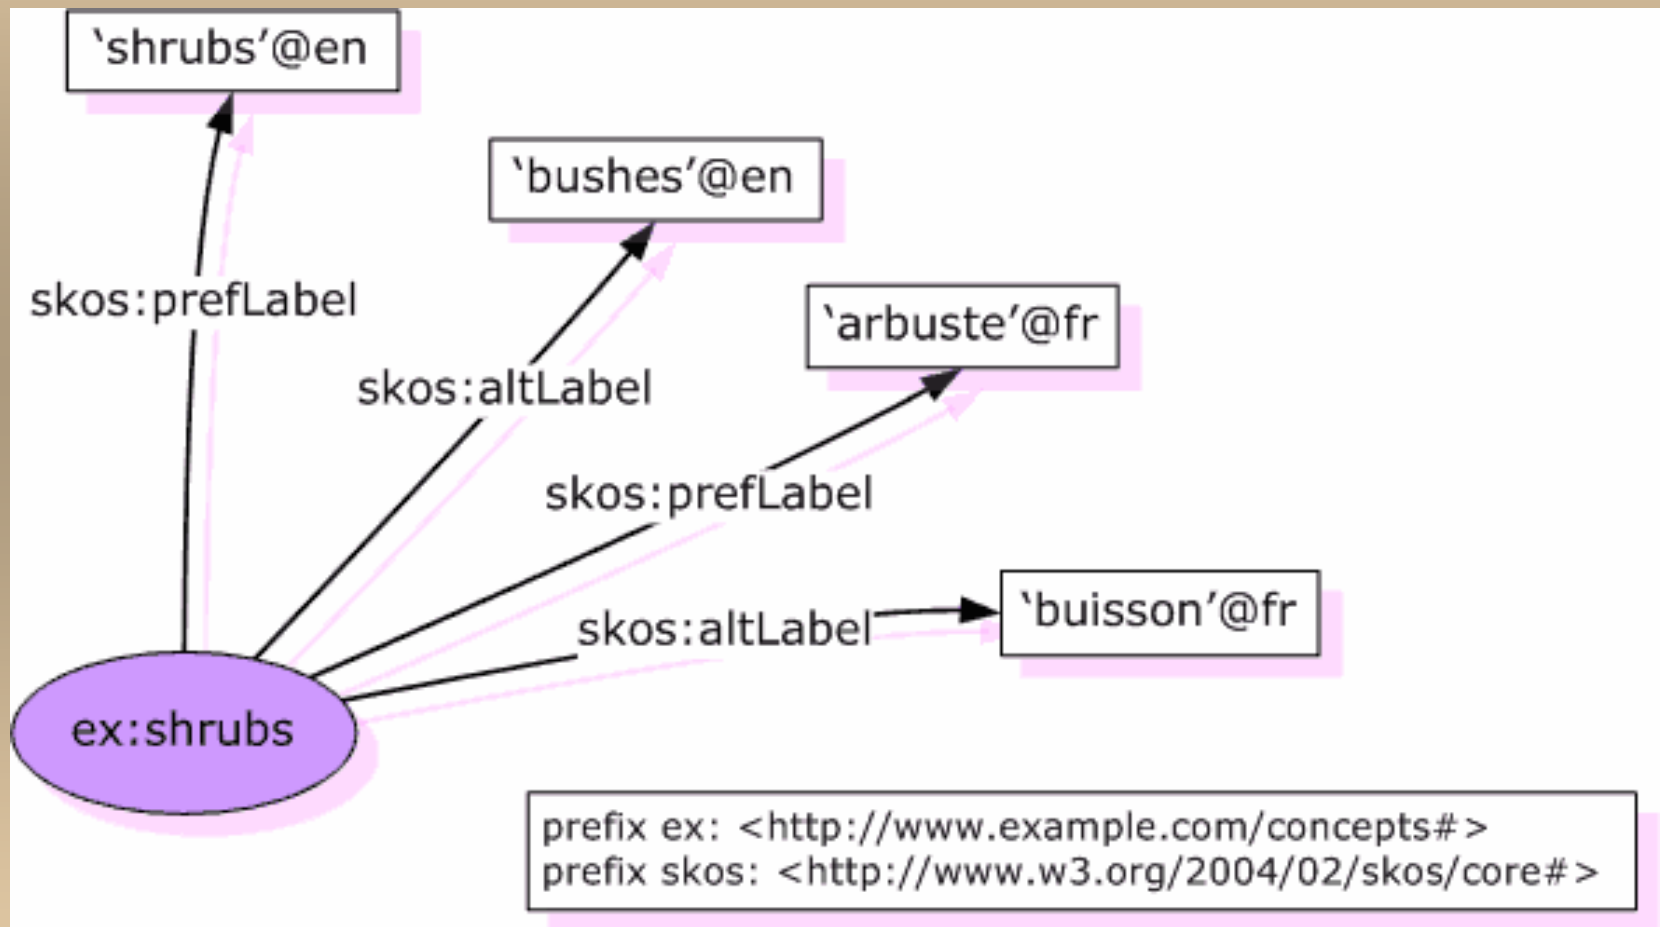 ‘shrubs’@en
‘bushes’@en
skos:prefLabel
‘arbuste’@fr
skos:altLabel
skos:prefLabel
‘buisson’@fr
skos:altLabel
ex:shrubs
prefix ex: <http://www.example.com/concepts#>
prefix skos: <http://www.w3.org/2004/02/skos/core#>